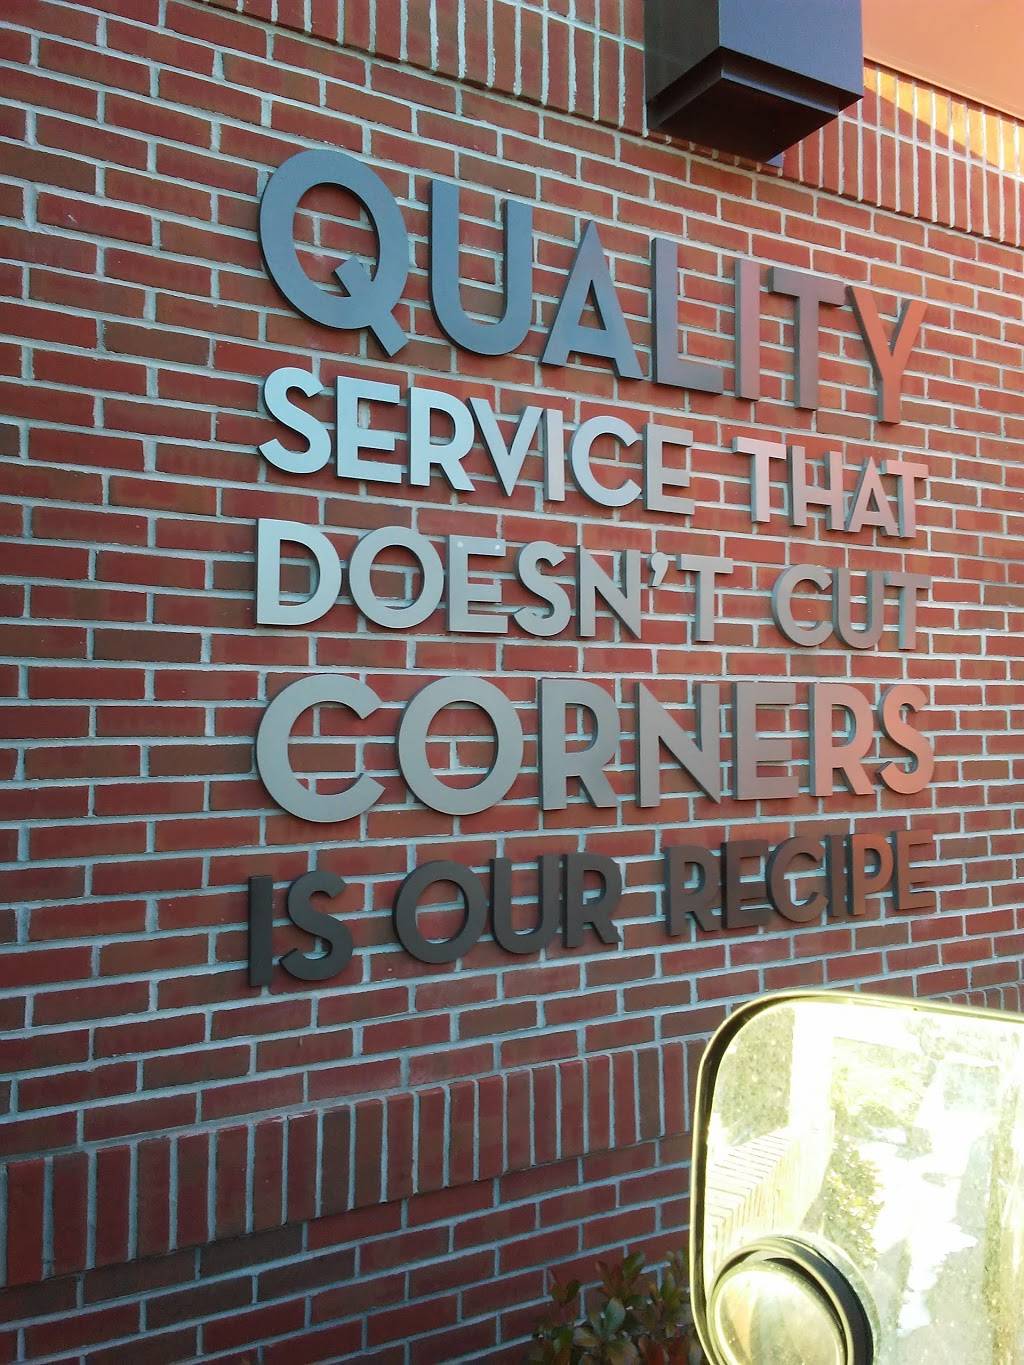 QUALITY
SERVICE THAT
DOESN'T CUT
CORNERS
IS OUR RECIPE